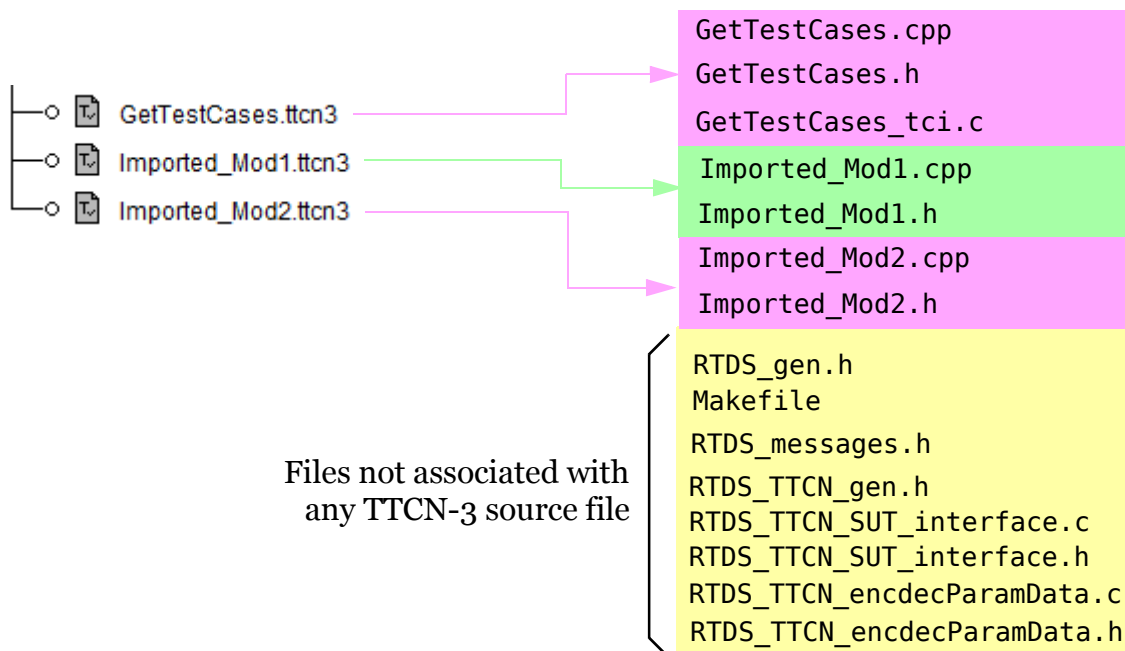 GetTestCases.ttcn3
Imported_Mod1.ttcn3
Imported_Mod2.ttcn3
GetTestCases.cpp
GetTestCases.h
GetTestCases_tci.c
Imported_Mod1.cpp
Imported_Mod1.h
Imported_Mod2.cpp
Imported_Mod2.h
Files not associated with
any TTCN-3 source file
RTDS_gen.h
Makefile
RTDS_messages.h
RTDS_TTCN_gen.h
RTDS_TTCN_SUT_interface.c
RTDS_TTCN_SUT_interface.h
RTDS_TTCN_encdecParamData.c
RTDS_TTCN_encdecParamData.h